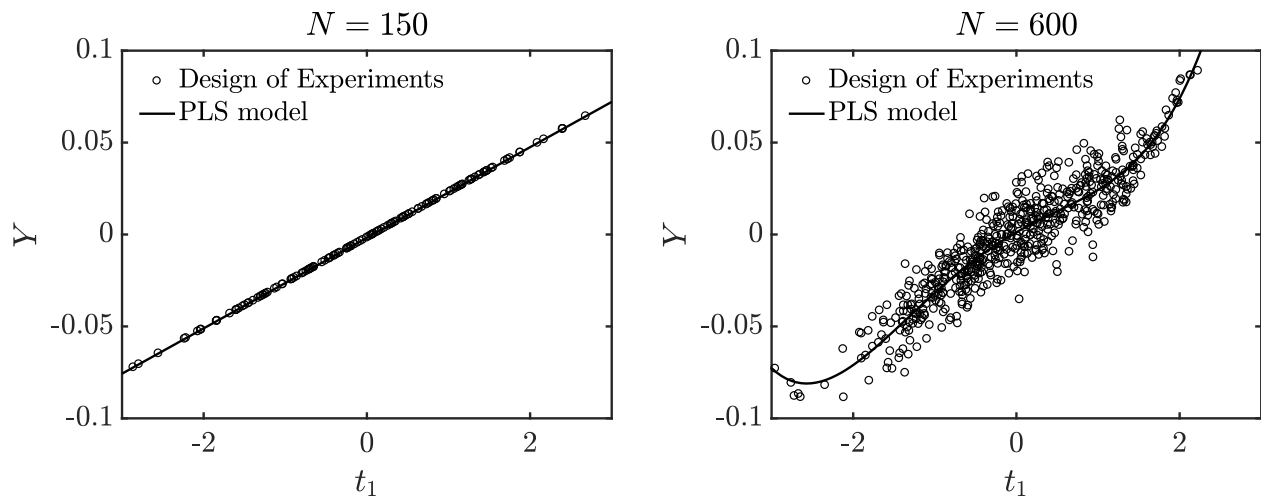 N = 150
0.1
0.05
0
-0.05
-0.1
Y
Design of Experiments
PLS model
-2
0
2
t₁
N = 600
0.1
0.05
0
-0.05
-0.1
Y
Design of Experiments
PLS model
-2
0
2
t₁